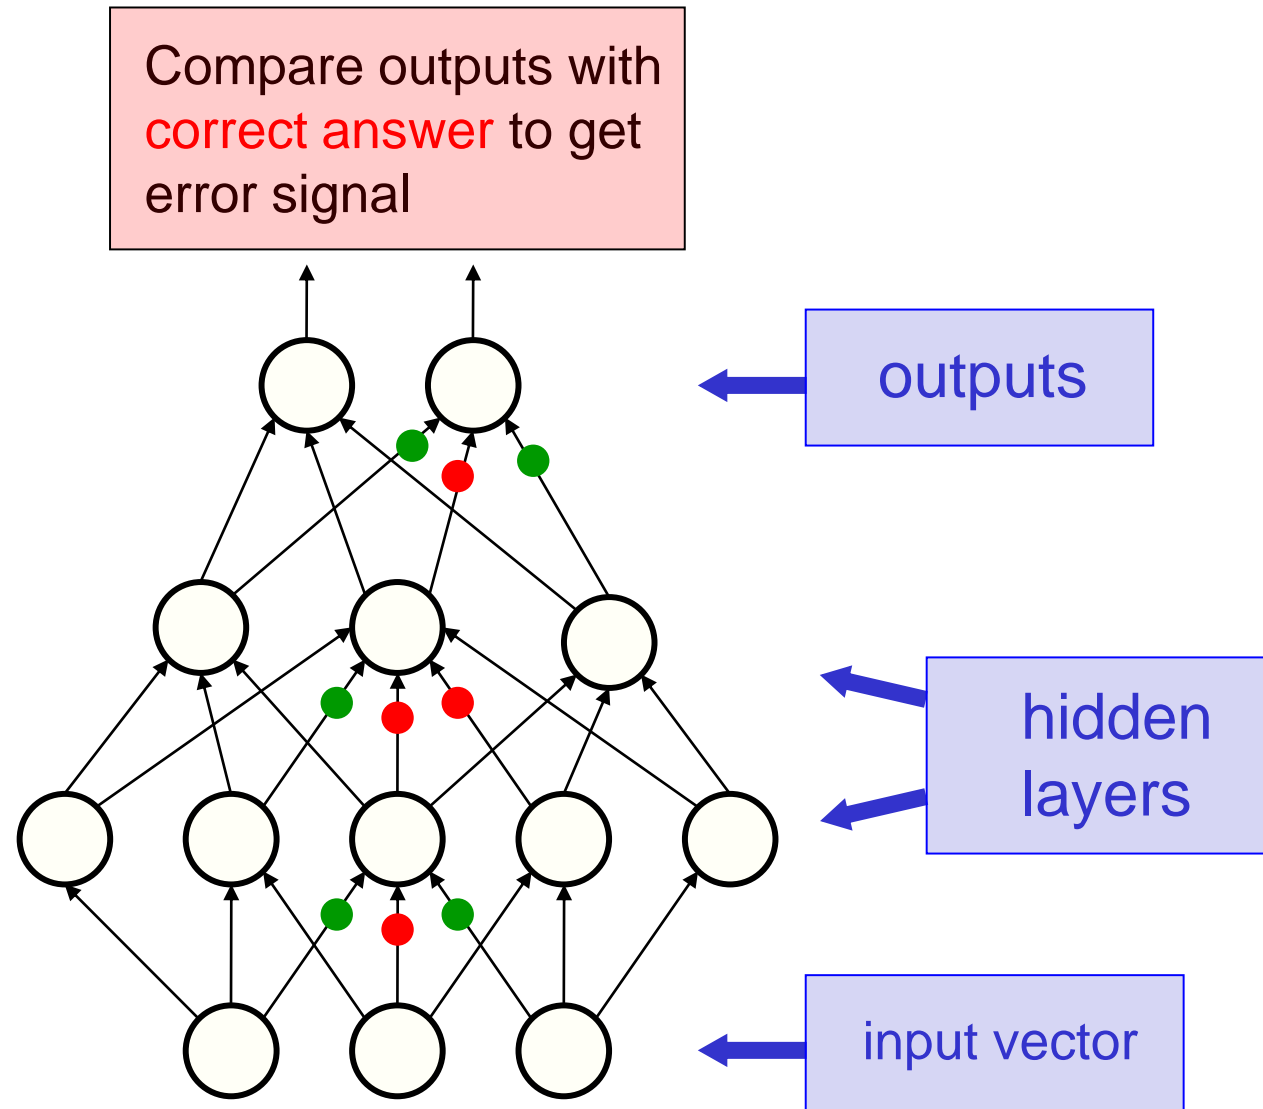 Compare outputs with
correct answer to get
error signal
outputs
hidden
layers
input vector